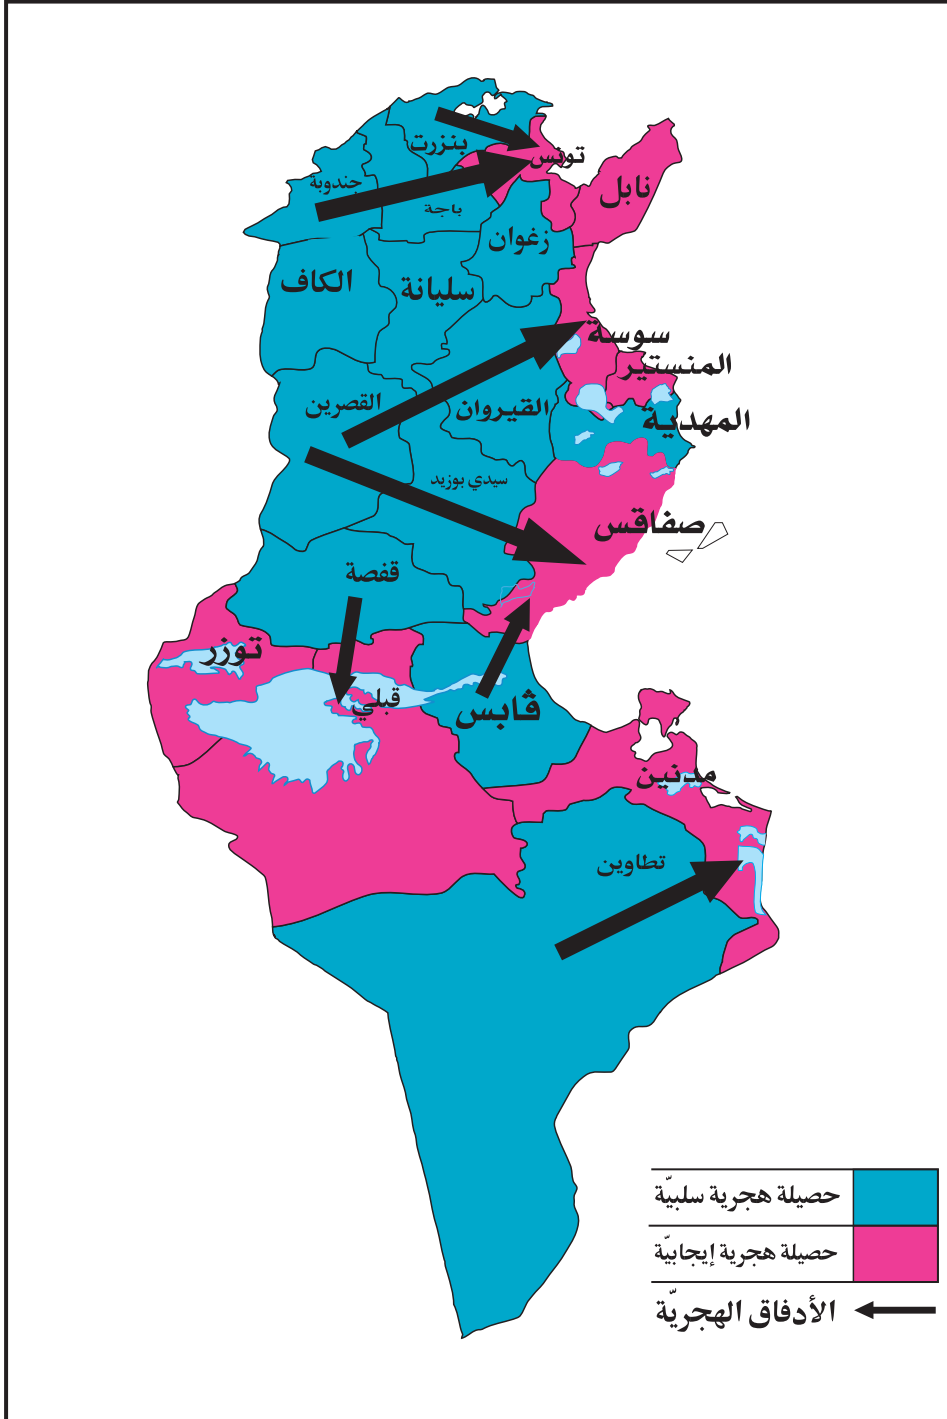 بنزرت
تونس
جندوبة
نابل
باجة
زغوان
الكاف
سليانة
سوسة
المنستير
القصرين
القيروان
المهدية
سيدي بوزيد
صفاقس
قفصة
توزر
قبلي
ڤابس
مدنين
تطاوين
حصيلة هجرية سلبيّة
حصيلة هجرية إيجابيّة
الأدفاق الهجريّة